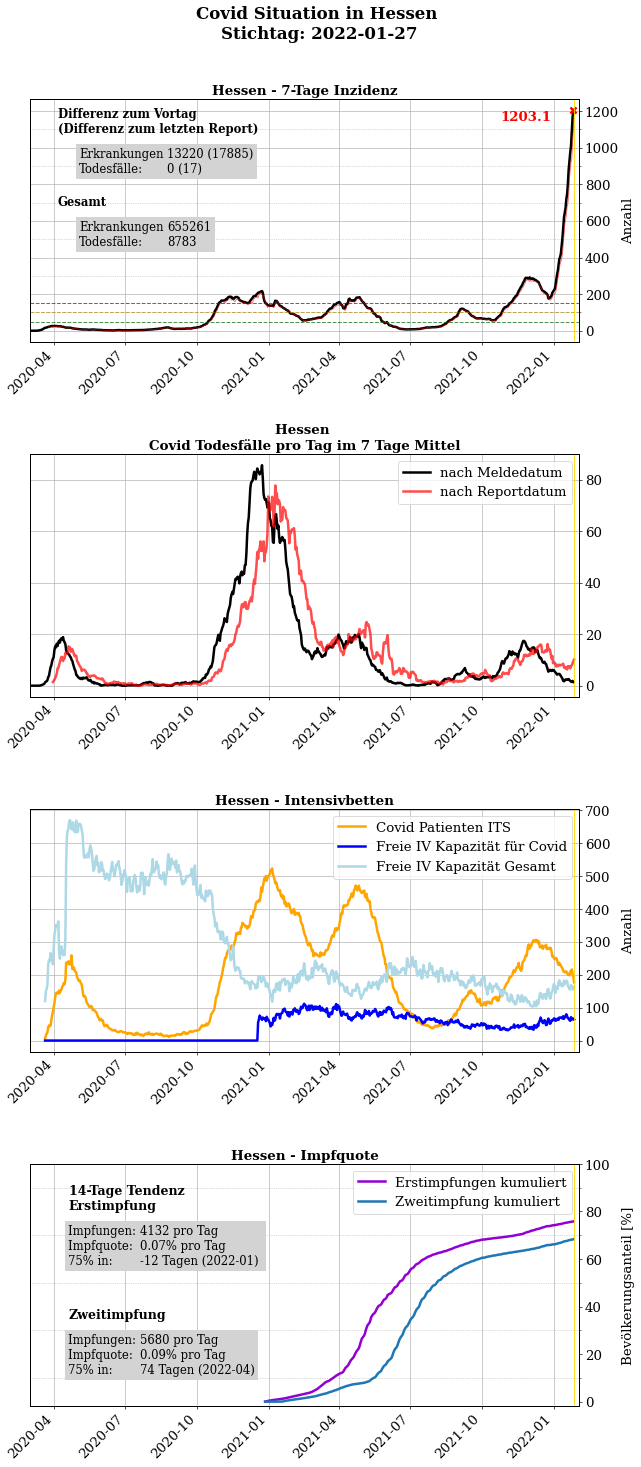 Covid Situation in Hessen
Stichtag: 2022-01-27
Hessen - 7-Tage Inzidenz
Differenz zum Vortag
(Differenz zum letzten Report)
Erkrankungen 13220 (17885)
Todesfälle: 0 (17)
Gesamt
Erkrankungen 655261
Todesfälle: 8783
1203.1
1200
1000
800
600
400
200
0
Anzahl
2020-04 2020-07 2020-10 2021-01 2021-04 2021-07 2021-10 2022-01
Hessen
Covid Todesfälle pro Tag im 7 Tage Mittel
nach Meldedatum
nach Reportdatum
80
60
40
20
0
2020-04 2020-07 2020-10 2021-01 2021-04 2021-07 2021-10 2022-01
Hessen - Intensivbetten
Covid Patienten ITS
Freie IV Kapazität für Covid
Freie IV Kapazität Gesamt
700
600
500
400
300
200
100
0
Anzahl
2020-04 2020-07 2020-10 2021-01 2021-04 2021-07 2021-10 2022-01
Hessen - Impfquote
14-Tage Tendenz
Erstimpfung
Impfungen: 4132 pro Tag
Impfquote: 0.07% pro Tag
75% in: -12 Tagen (2022-01)
Zweitimpfung
Impfungen: 5680 pro Tag
Impfquote: 0.09% pro Tag
75% in: 74 Tagen (2022-04)
Erstimpfungen kumuliert
Zweitimpfung kumuliert
100
80
60
40
20
0
Bevölkerungsanteil [%]
2020-04 2020-07 2020-10 2021-01 2021-04 2021-07 2021-10 2022-01